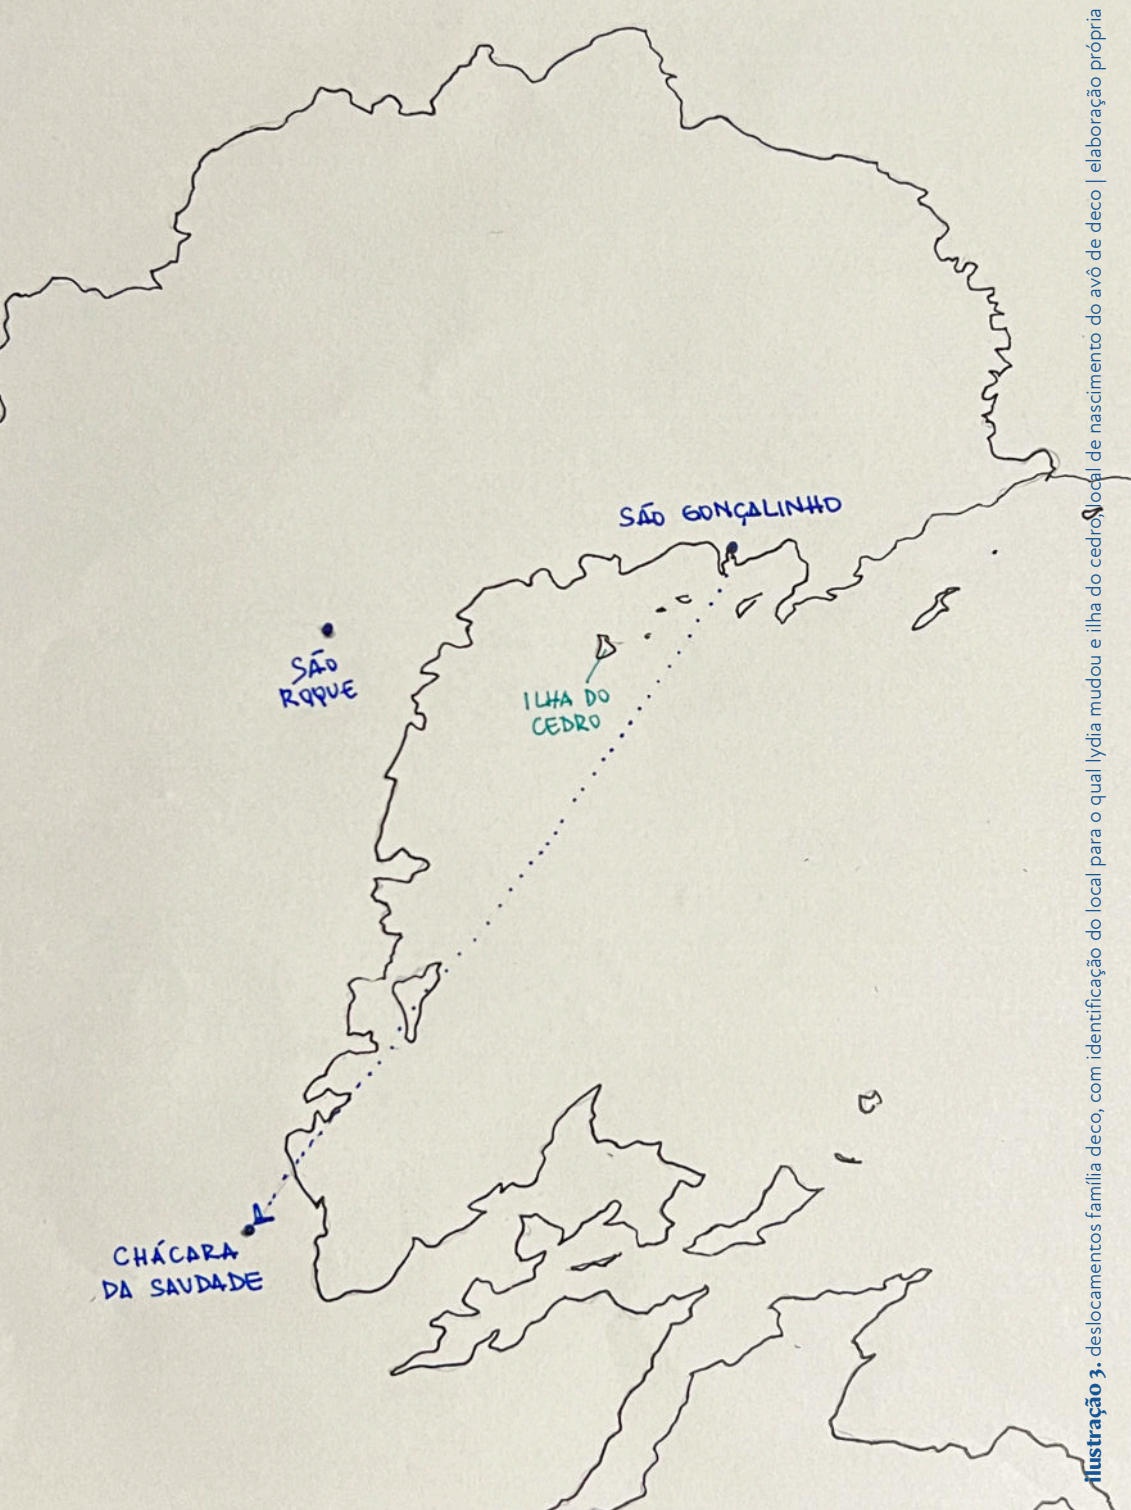 SÃO GONÇALINHO
SÃO
ROQUE
ILHA DO
CEDRO
CHÁCARA
DA SAUDADE
ilustração 3. deslocamentos família deco, com identificação do local para o qual lydia mudou e ilha do cedro, local de nascimento do avô de deco | elaboração própria